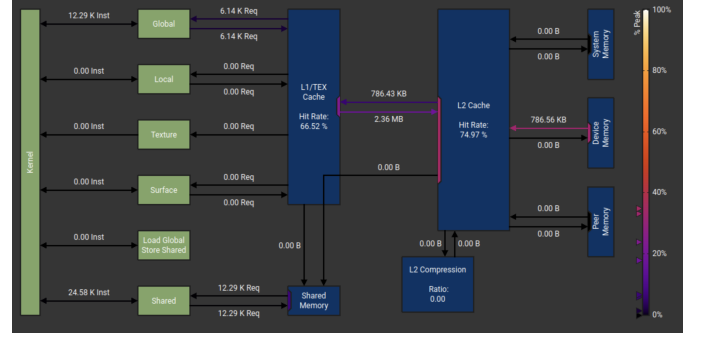 Kernel
12.29 K Inst
Global
6.14 K Req
6.14 K Req
0.00 Inst
Local
0.00 Req
0.00 Req
0.00 Inst
Texture
0.00 Req
0.00 Inst
Surface
0.00 Req
0.00 Req
0.00 Inst
Load Global
Store Shared
24.58 K Inst
Shared
12.29 K Req
12.29 K Req
L1/TEX
Cache
Hit Rate:
66.52 %
0.00 B
Shared
Memory
786.43 KB
2.36 MB
0.00 B
L2 Cache
Hit Rate:
74.97 %
0.00 B
0.00 B
L2 Compression
Ratio:
0.00
0.00 B
0.00 B
System
Memory
786.56 KB
0.00 B
Device
Memory
0.00 B
0.00 B
Peer
Memory
% Peak
100%
80%
60%
40%
20%
0%